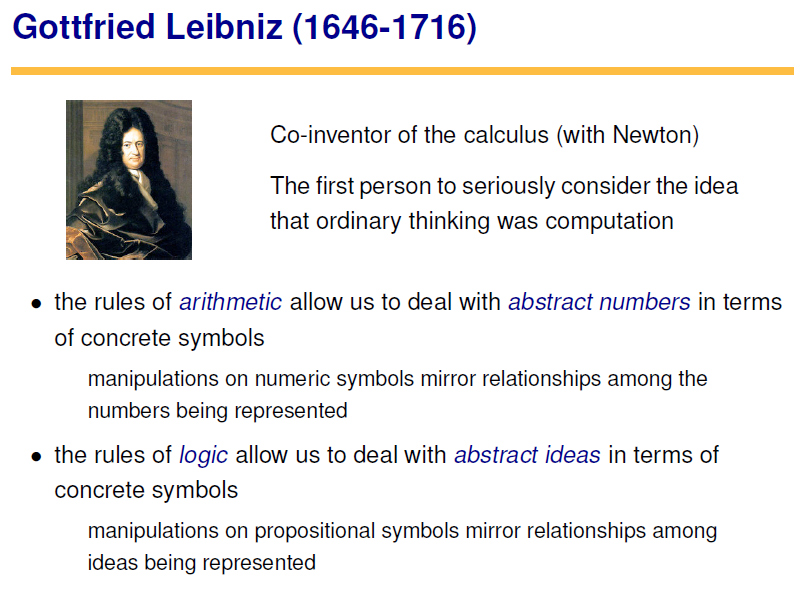 Gottfried Leibniz (1646-1716)
Co-inventor of the calculus (with Newton)
The first person to seriously consider the idea
that ordinary thinking was computation
• the rules of arithmetic allow us to deal with abstract numbers in terms
of concrete symbols
manipulations on numeric symbols mirror relationships among the
numbers being represented
• the rules of logic allow us to deal with abstract ideas in terms of
concrete symbols
manipulations on propositional symbols mirror relationships among
ideas being represented